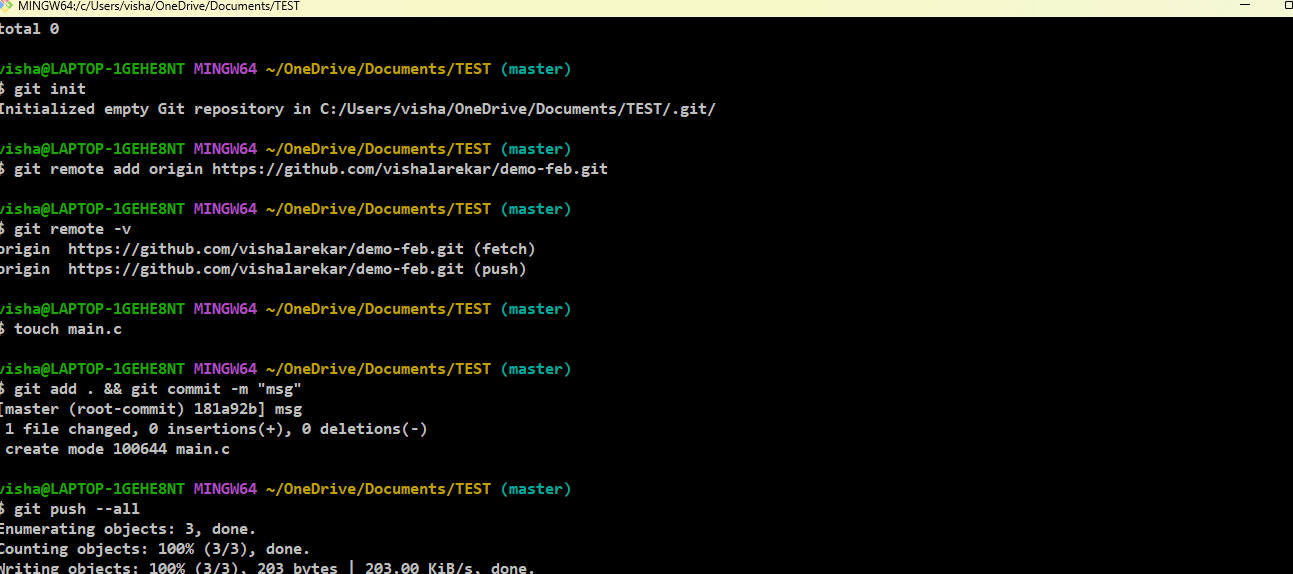 MINGW64:/c/Users/visha/OneDrive/Documents/TEST
total 0
visha@LAPTOP-1GEHE8NT MINGW64 ~/OneDrive/Documents/TEST (master)
$ git init
Initialized empty Git repository in C:/Users/visha/OneDrive/Documents/TEST/.git/
visha@LAPTOP-1GEHE8NT MINGW64 ~/OneDrive/Documents/TEST (master)
$ git remote add origin https://github.com/vishalarekar/demo-feb.git
visha@LAPTOP-1GEHE8NT MINGW64 ~/OneDrive/Documents/TEST (master)
$ git remote -v
origin  https://github.com/vishalarekar/demo-feb.git (fetch)
origin  https://github.com/vishalarekar/demo-feb.git (push)
visha@LAPTOP-1GEHE8NT MINGW64 ~/OneDrive/Documents/TEST (master)
$ touch main.c
visha@LAPTOP-1GEHE8NT MINGW64 ~/OneDrive/Documents/TEST (master)
$ git add . && git commit -m "msg"
[master (root-commit) 181a92b] msg
 1 file changed, 0 insertions(+), 0 deletions(-)
 create mode 100644 main.c
visha@LAPTOP-1GEHE8NT MINGW64 ~/OneDrive/Documents/TEST (master)
$ git push --all
Enumerating objects: 3, done.
Counting objects: 100% (3/3), done.
Writing objects: 100% (3/3), 203 bytes | 203.00 KiB/s, done.